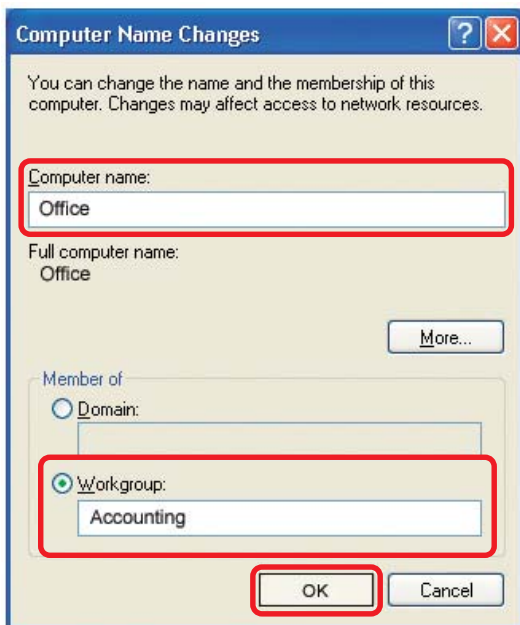 Computer Name Changes
?
You can change the name and the membership of this
computer. Changes may affect access to network resources.
Computer name:
Office
Full computer name:
Office
More...
Member of
Domain:
Workgroup:
Accounting
OK
Cancel